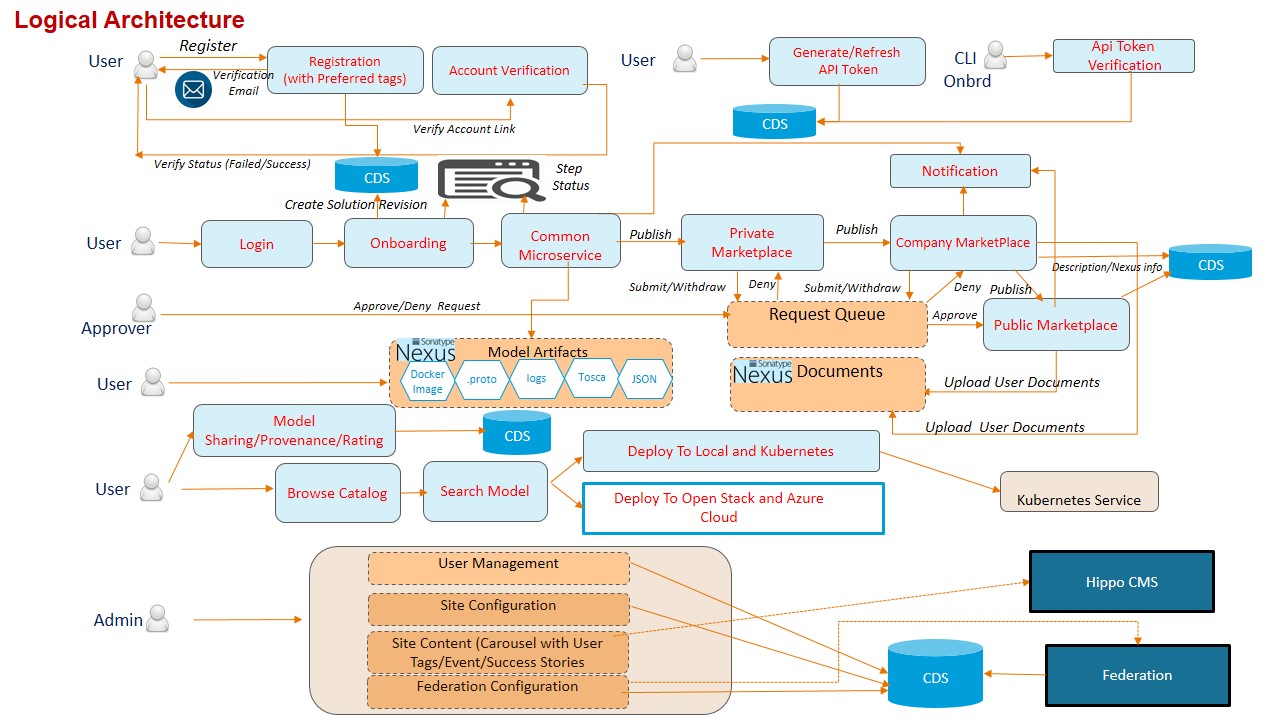 Logical Architecture
User
Register
Verification
Email
Registration
(with Preferred tags)
Account Verification
Verify Account Link
Verify Status (Failed/Success)
User
Generate/Refresh
API Token
CLI
Onbrd
Api Token
Verification
CDS
CDS
Step
Status
Create Solution Revision
Notification
User
Login
Onboarding
Common
Microservice
Publish
Private
Marketplace
Publish
Company MarketPlace
Description/Nexus info
CDS
Submit/Withdraw
Deny
Submit/Withdraw
Deny
Publish
Approver
Approve/Deny Request
Request Queue
Approve
Public Marketplace
Sonatype
Nexus
Model Artifacts
Docker
Image
.proto
logs
Tosca
JSON
User
Sonatype
Nexus
Documents
Upload User Documents
Upload User Documents
Model
Sharing/Provenance/Rating
CDS
User
Browse Catalog
Search Model
Deploy To Local and Kubernetes
Deploy To Open Stack and Azure
Cloud
Kubernetes Service
Admin
User Management
Site Configuration
Site Content (Carousel with User
Tags/Event/Success Stories
Federation Configuration
Hippo CMS
CDS
Federation